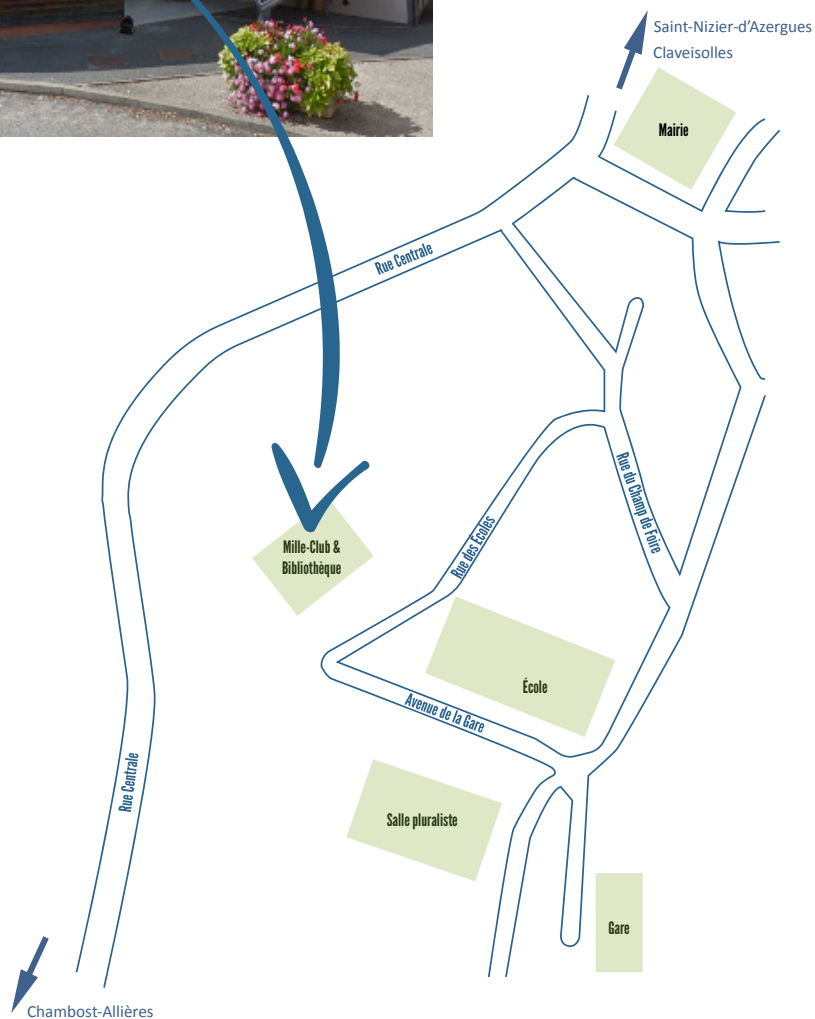 Saint-Nizier-d’Azergues
Claveisolles
Mairie
Rue Centrale
Rue du Champ de Foire
Rue des Écoles
Mille-Club &
Bibliothèque
École
Avenue de la Gare
Rue Centrale
Salle pluraliste
Gare
Chambost-Allières